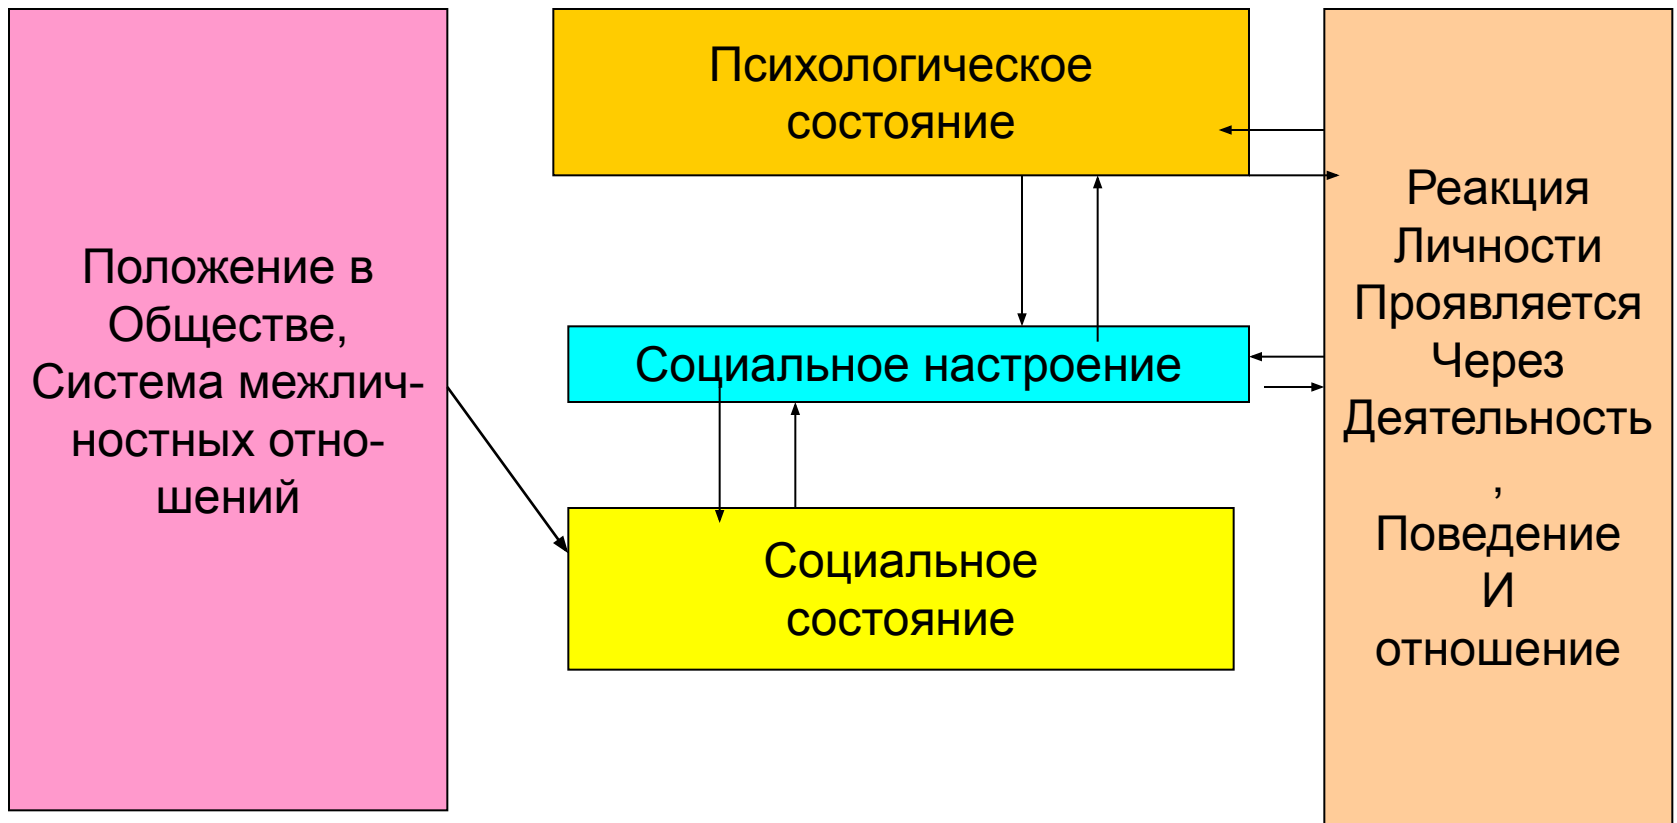 Положение в
Обществе,
Система межлич-
ностных отно-
шений
Психологическое
состояние
Социальное настроение
Социальное
состояние
Реакция
Личности
Проявляется
Через
Деятельность
,
Поведение
И
отношение